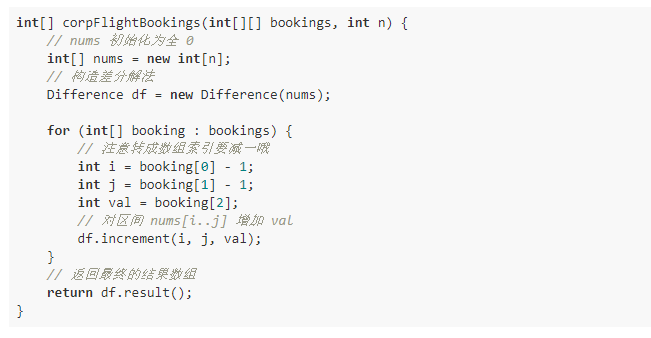 int[] corpFlightBookings(int[][] bookings, int n) {
    // nums 初始化为全 0
    int[] nums = new int[n];
    // 构造差分解法
    Difference df = new Difference(nums);

    for (int[] booking : bookings) {
        // 注意转成数组索引要减一哦
        int i = booking[0] - 1;
        int j = booking[1] - 1;
        int val = booking[2];
        // 对区间 nums[i..j] 增加 val
        df.increment(i, j, val);
    }
    // 返回最终的结果数组
    return df.result();
}